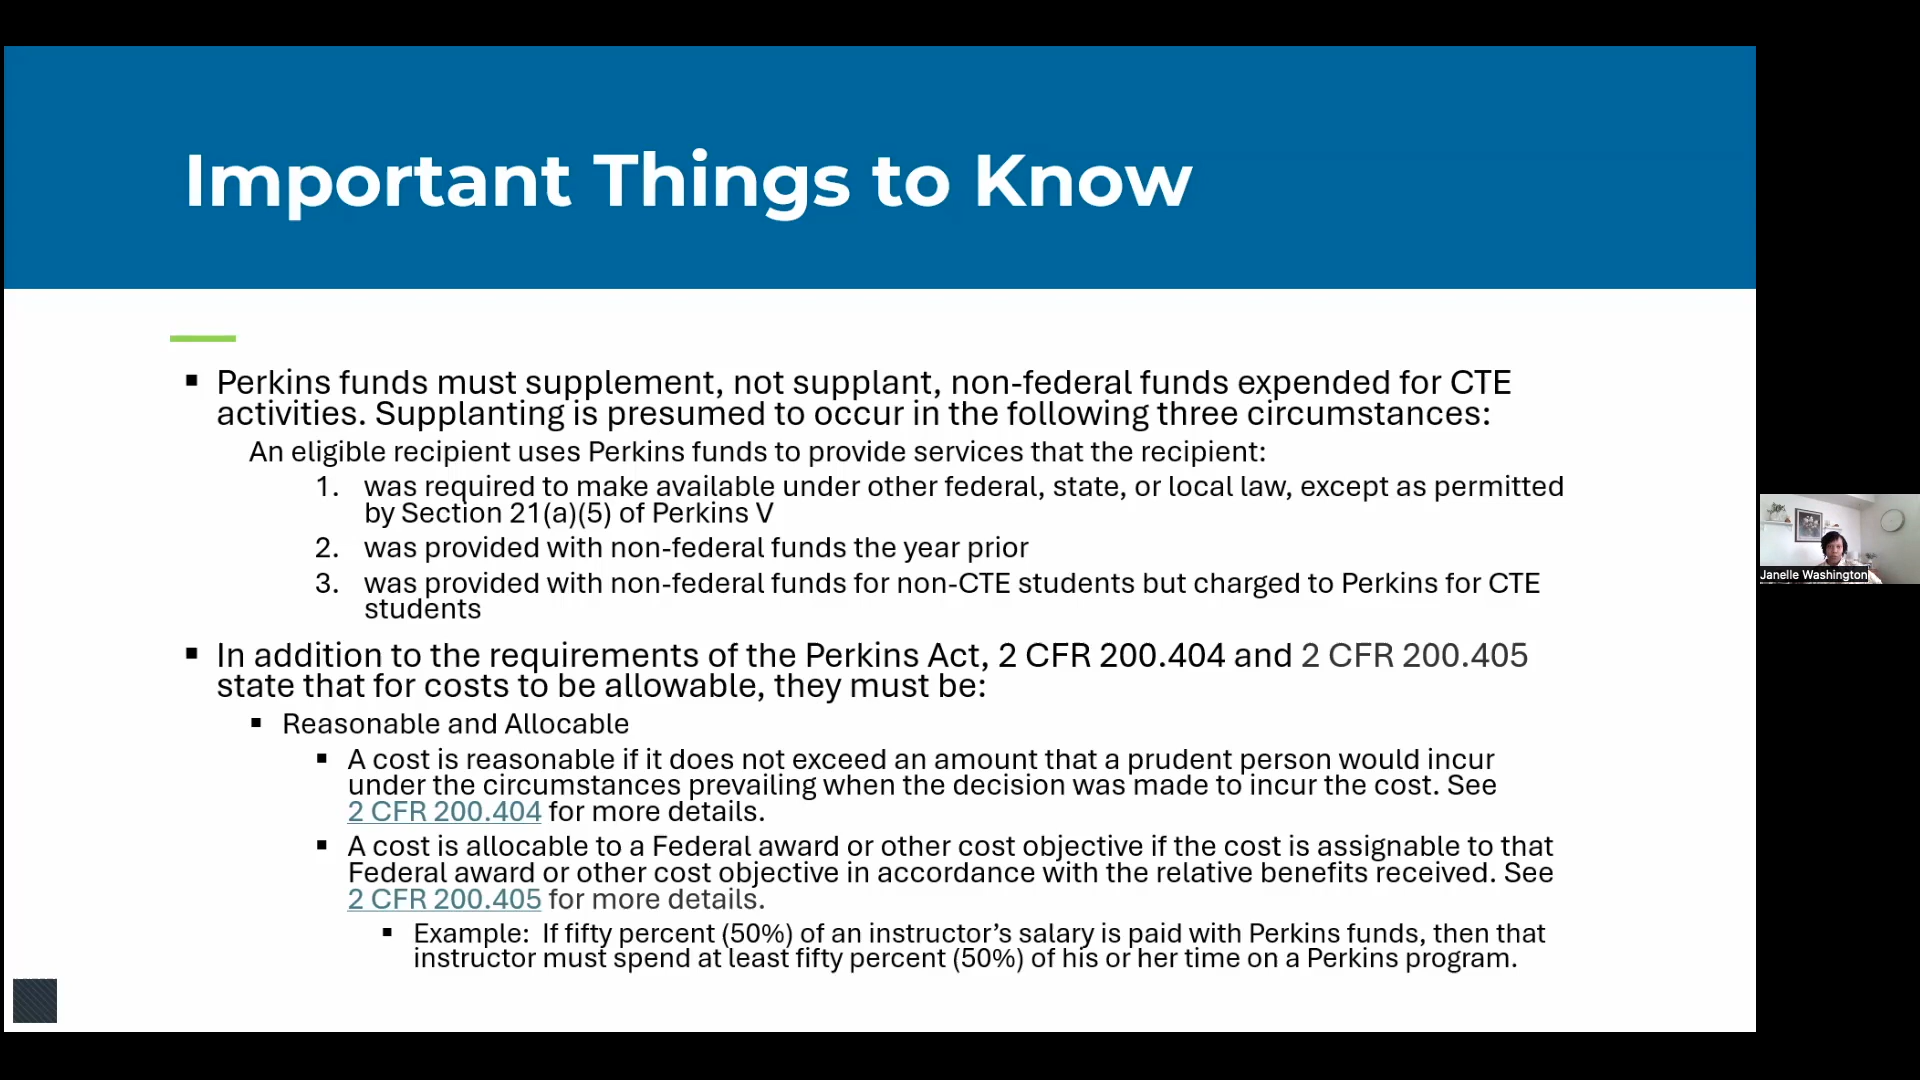 Important Things to Know
▪ Perkins funds must supplement, not supplant, non-federal funds expended for CTE
activities. Supplanting is presumed to occur in the following three circumstances:
An eligible recipient uses Perkins funds to provide services that the recipient:
1. was required to make available under other federal, state, or local law, except as permitted
by Section 21(a)(5) of Perkins V
2. was provided with non-federal funds the year prior
3. was provided with non-federal funds for non-CTE students but charged to Perkins for CTE
students
▪ In addition to the requirements of the Perkins Act, 2 CFR 200.404 and 2 CFR 200.405
state that for costs to be allowable, they must be:
▪ Reasonable and Allocable
▪ A cost is reasonable if it does not exceed an amount that a prudent person would incur
under the circumstances prevailing when the decision was made to incur the cost. See
2 CFR 200.404 for more details.
▪ A cost is allocable to a Federal award or other cost objective if the cost is assignable to that
Federal award or other cost objective in accordance with the relative benefits received. See
2 CFR 200.405 for more details.
▪ Example:  If fifty percent (50%) of an instructor’s salary is paid with Perkins funds, then that
instructor must spend at least fifty percent (50%) of his or her time on a Perkins program.
Janelle Washington